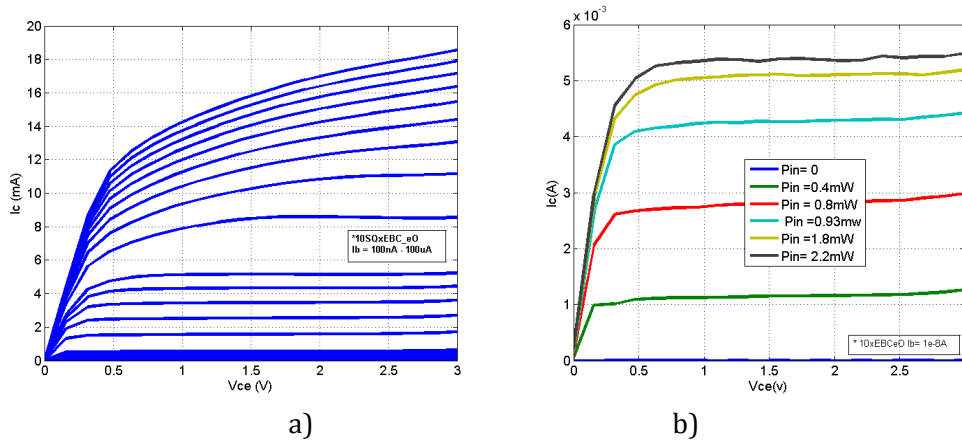 20
18
16
14
12
10
8
6
4
2
0
Ic (mA)
0 0.5 1 1.5 2 2.5 3
Vce (V)
*10SQxEBC_eO
Ib = 100nA - 100uA
a)
x 10⁻³
6
5
4
3
2
1
0
Ic(A)
0 0.5 1 1.5 2 2.5
Vce(v)
Pin= 0
Pin =0.4mW
Pin =0.8mW
Pin =0.93mw
Pin =1.8mW
Pin= 2.2mW
* 10xEBCeO Ib= 1e-8A
b)